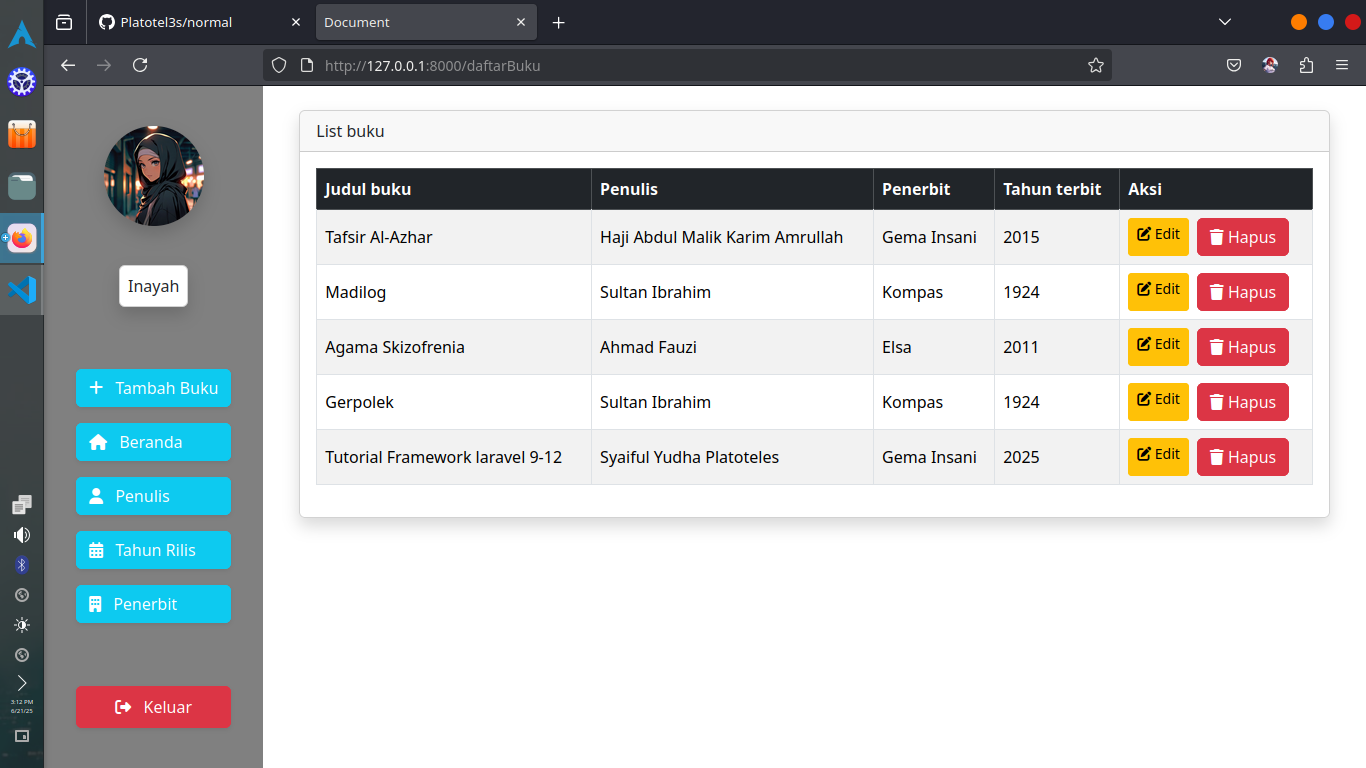 Platotel3s/normal
Document
http://127.0.0.1:8000/daftarBuku
Inayah
Tambah Buku
Beranda
Penulis
Tahun Rilis
Penerbit
Keluar
3:12 PM
6/21/25
List buku
Judul buku Penulis Penerbit Tahun terbit Aksi
Tafsir Al-Azhar Haji Abdul Malik Karim Amrullah Gema Insani 2015 Edit Hapus
Madilog Sultan Ibrahim Kompas 1924 Edit Hapus
Agama Skizofrenia Ahmad Fauzi Elsa 2011 Edit Hapus
Gerpolek Sultan Ibrahim Kompas 1924 Edit Hapus
Tutorial Framework laravel 9-12 Syaiful Yudha Platoteles Gema Insani 2025 Edit Hapus